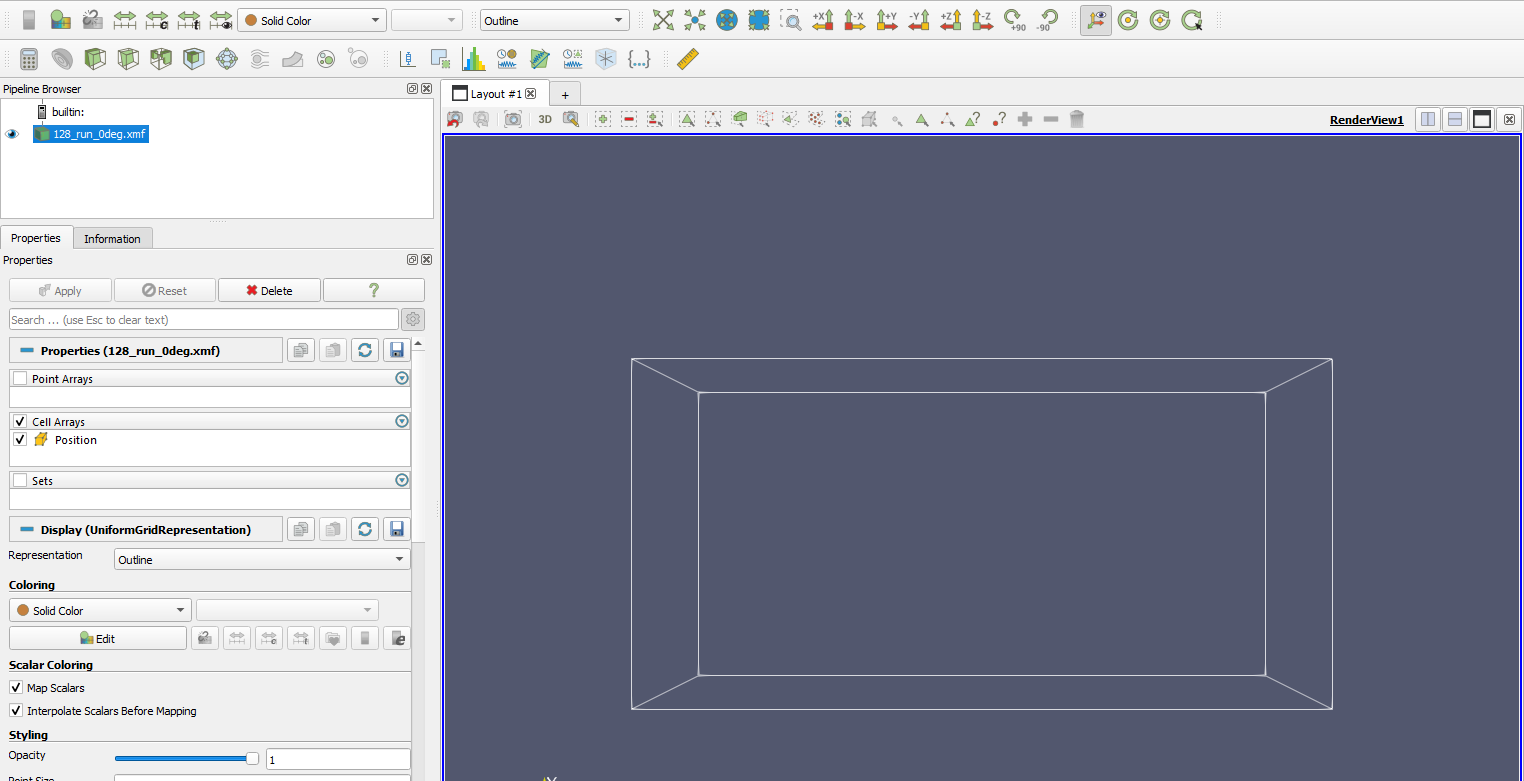 Solid Color
Outline
+X
-X
+Y
-Y
+Z
-Z
+90
-90
Pipeline Browser
builtin:
128_run_0deg.xmf
Properties
Information
Properties
Apply
Reset
Delete
?
Search ... (use Esc to clear text)
Properties (128_run_0deg.xmf)
Point Arrays
Cell Arrays
Position
Sets
Display (UniformGridRepresentation)
Representation
Outline
Coloring
Solid Color
Edit
Scalar Coloring
Map Scalars
Interpolate Scalars Before Mapping
Styling
Opacity
1
Point Size
Layout #1
+
3D
RenderView1
Y